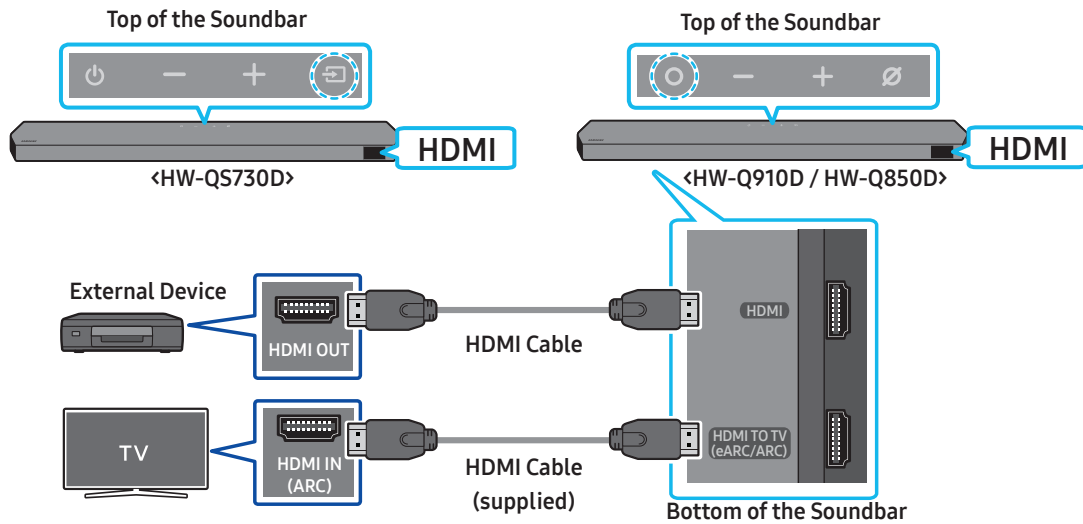 Top of the Soundbar
Top of the Soundbar
HDMI
HDMI
<HW-QS730D>
<HW-Q910D / HW-Q850D>
External Device
HDMI OUT
HDMI Cable
HDMI
TV
HDMI IN
(ARC)
HDMI Cable
(supplied)
HDMI TO TV
(eARC/ARC)
Bottom of the Soundbar